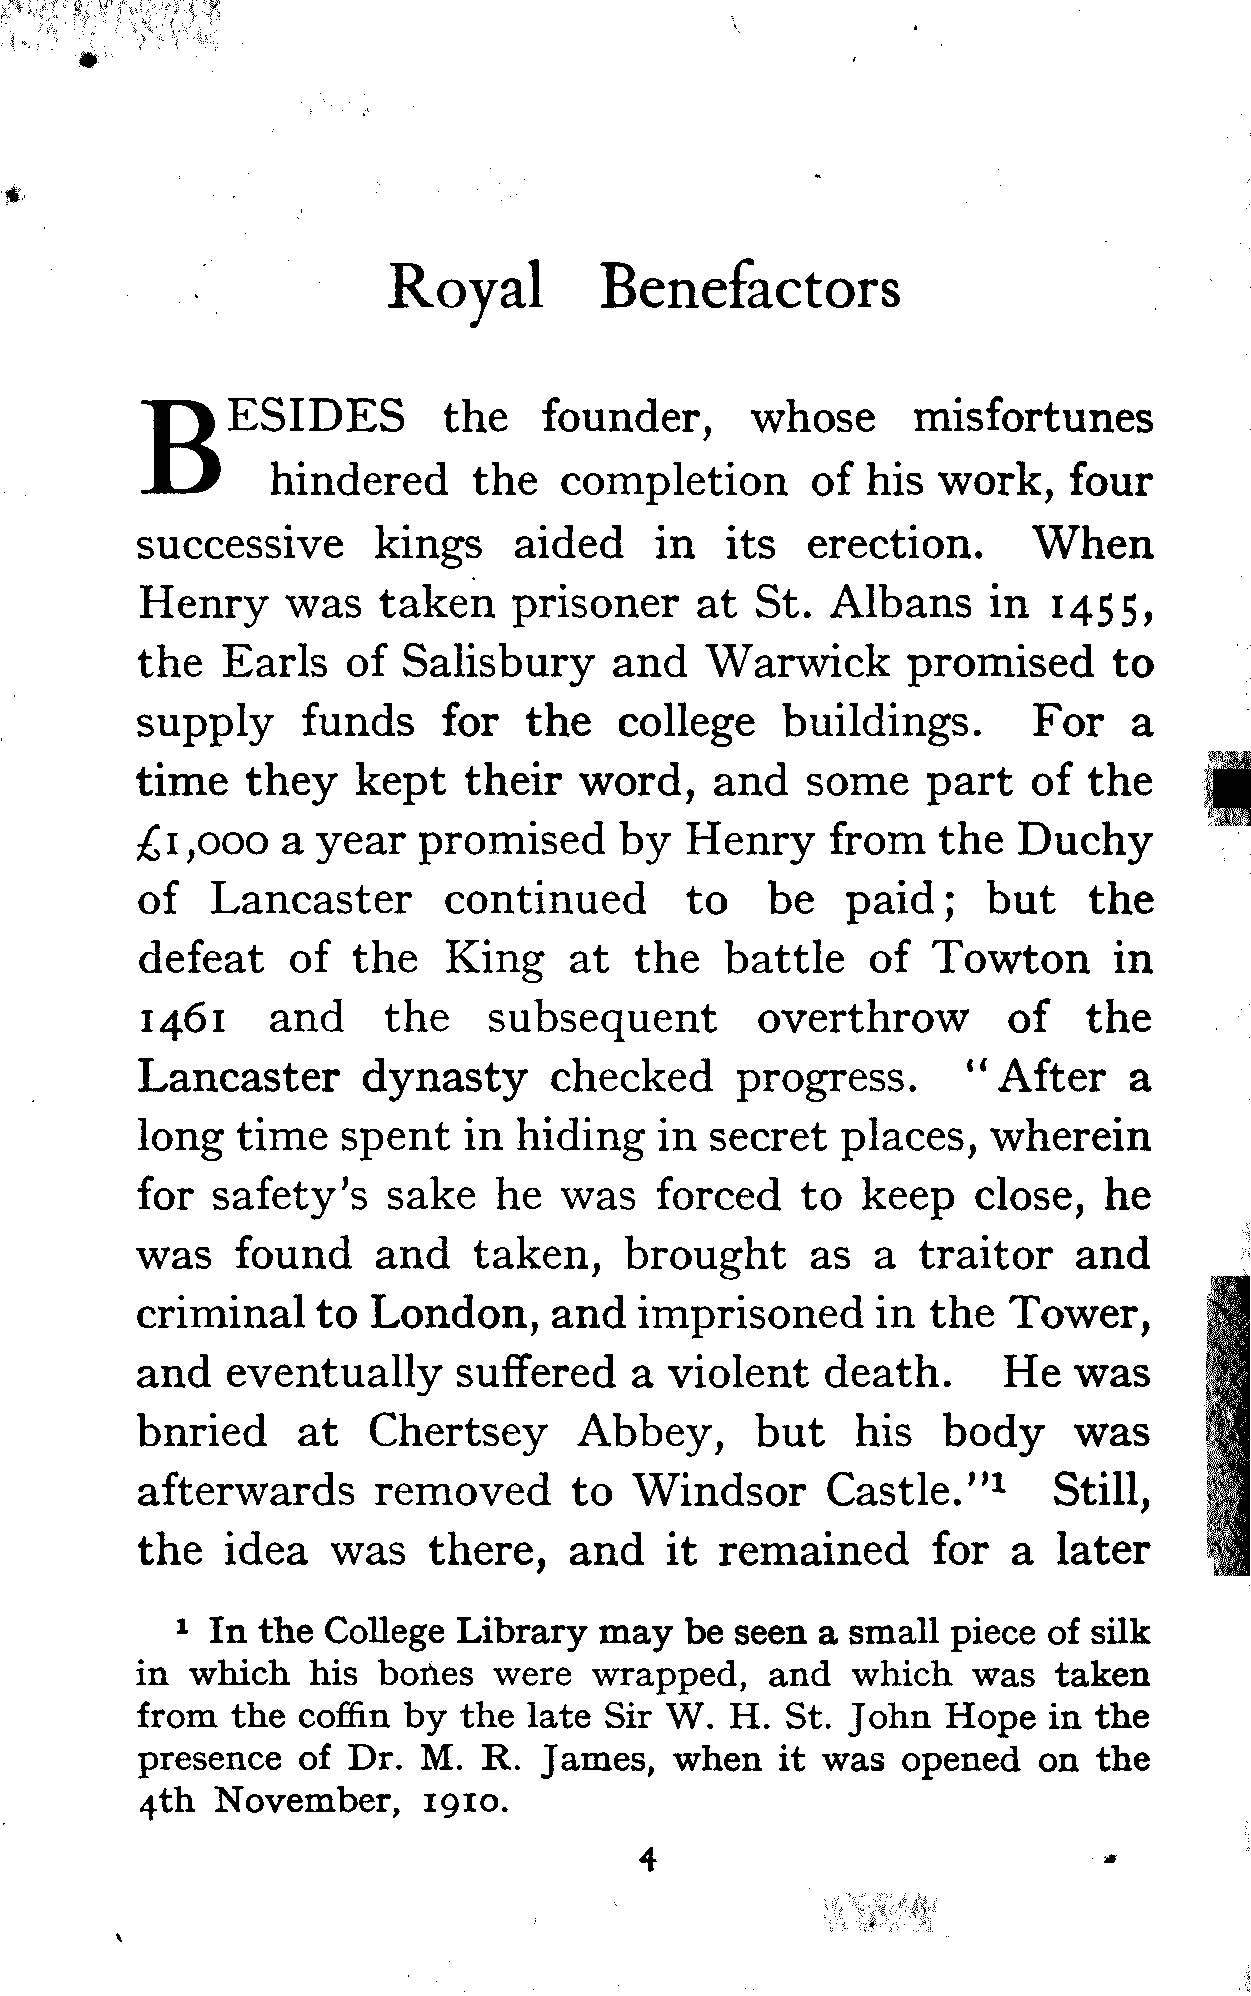 Royal Benefactors
BESIDES the founder, whose misfortunes
hindered the completion of his work, four
successive kings aided in its erection. When
Henry was taken prisoner at St. Albans in 1455,
the Earls of Salisbury and Warwick promised to
supply funds for the college buildings. For a
time they kept their word, and some part of the
£1,000 a year promised by Henry from the Duchy
of Lancaster continued to be paid; but the
defeat of the King at the battle of Towton in
1461 and the subsequent overthrow of the
Lancaster dynasty checked progress. "After a
long time spent in hiding in secret places, wherein
for safety's sake he was forced to keep close, he
was found and taken, brought as a traitor and
criminal to London, and imprisoned in the Tower,
and eventually suffered a violent death. He was
bnried at Chertsey Abbey, but his body was
afterwards removed to Windsor Castle."¹ Still,
the idea was there, and it remained for a later
¹ In the College Library may be seen a small piece of silk
in which his bones were wrapped, and which was taken
from the coffin by the late Sir W. H. St. John Hope in the
presence of Dr. M. R. James, when it was opened on the
4th November, 1910.
4